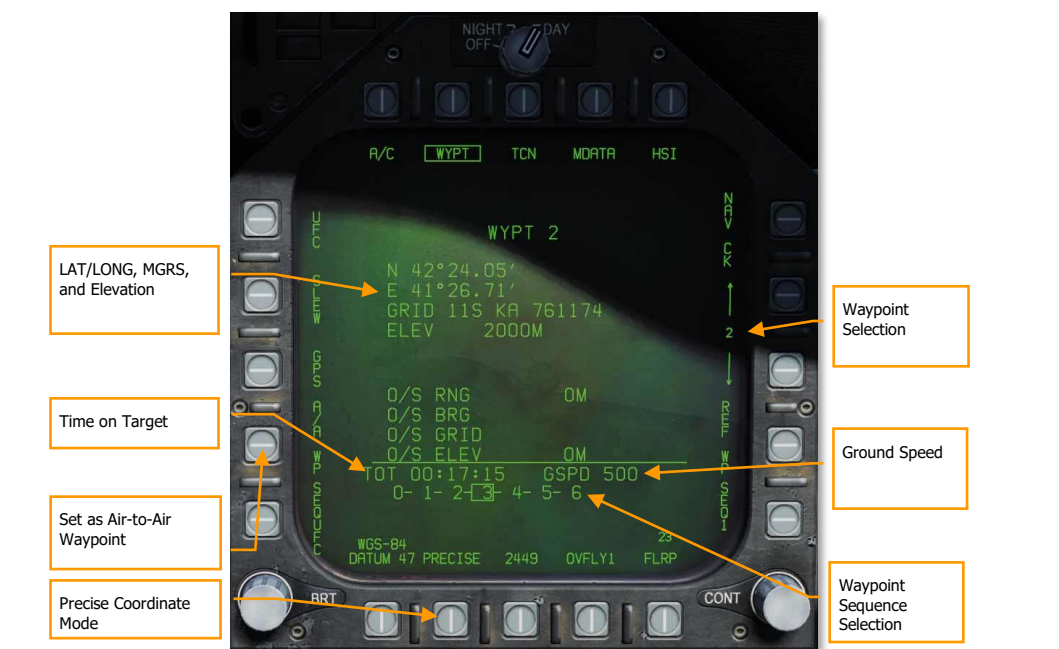 NIGHT DAY
OFF
A/C WYPT TCN MDATA HSI
NAV CK
UFC
WYPT 2
LAT/LONG, MGRS,
and Elevation
N 42°24.05′
E 41°26.71′
GRID 11S KA 761174
ELEV 2000M
SLEW
2
Waypoint
Selection
GPS
O/S RNG 0M
O/S BRG
O/S GRID
O/S ELEV 0M
A/A WP
REF WP
Time on Target
TOT 00:17:15 GSPD 500
Ground Speed
0- 1- 2- 3- 4- 5- 6
SEQUFC
SEQ1
Set as Air-to-Air
Waypoint
WGS-84 23
DATUM 47 PRECISE 2449 OVFLY1 FLRP
Precise Coordinate
Mode
BRT
CONT
Waypoint
Sequence
Selection